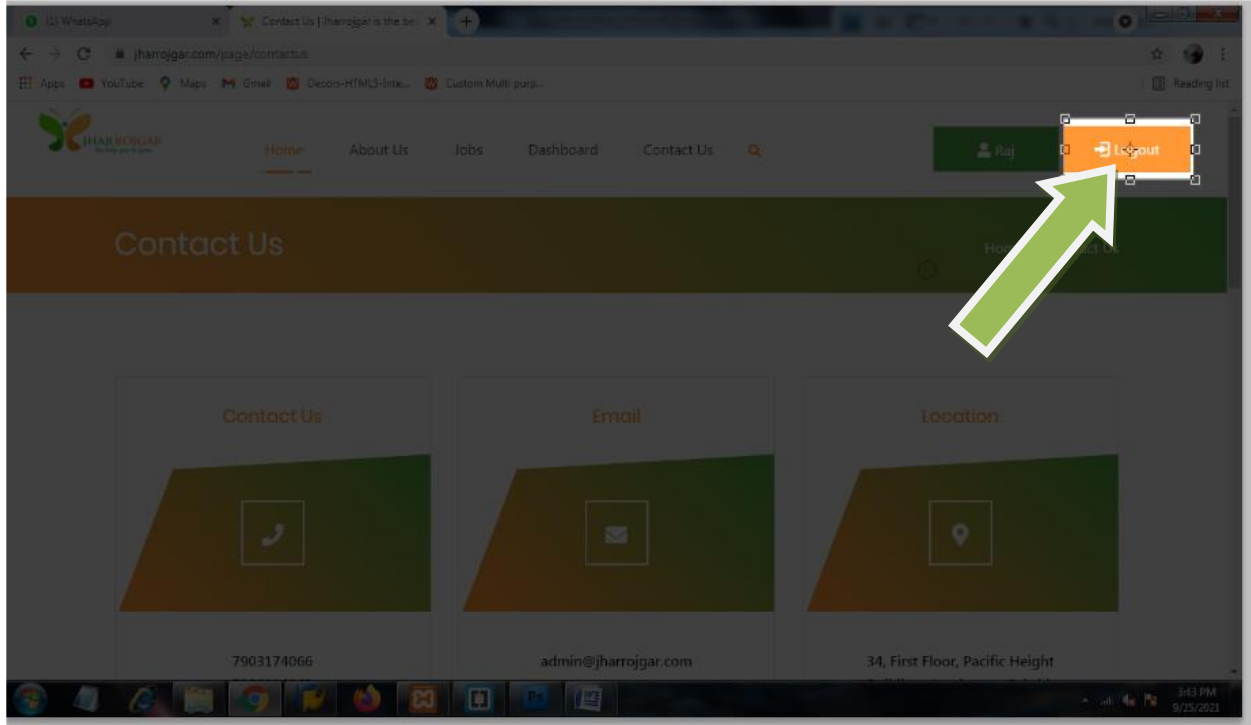 (1) WhatsApp
Contact Us | Jharrojgar is the be
jharrojgar.com/page/contactus
Apps YouTube Maps Gmail Decors-HTML5-Inte... Custom Multi purp... Reading list
JHARROJGAR
Home About Us Jobs Dashboard Contact Us Raj Logout
Contact Us
Contact Us Email Location
7903174066 admin@jharrojgar.com 34, First Floor, Pacific Height
3:43 PM
9/25/2021